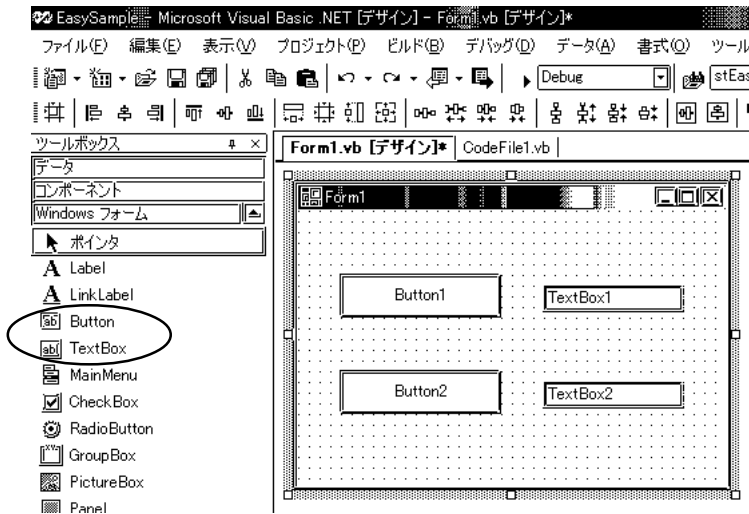 EasySample - Microsoft Visual Basic .NET [デザイン] - Form1.vb [デザイン]*
ファイル(F) 編集(E) 表示(V) プロジェクト(P) ビルド(B) デバッグ(D) データ(A) 書式(O) ツール
Debug stEas
ツールボックス
データ
コンポーネント
Windows フォーム
ポインタ
Label
LinkLabel
Button
TextBox
MainMenu
CheckBox
RadioButton
GroupBox
PictureBox
Panel
Form1.vb [デザイン]* CodeFile1.vb
Form1
Button1 TextBox1
Button2 TextBox2